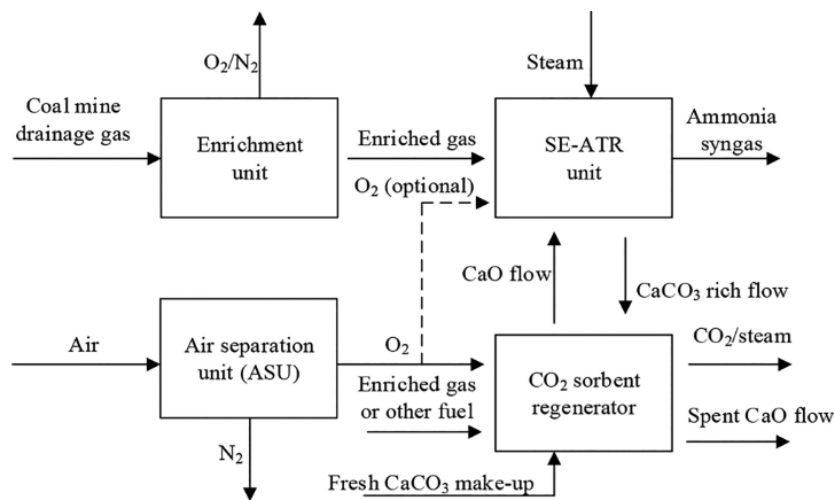 O₂/N₂
Steam
Coal mine
drainage gas
Enrichment
unit
Enriched gas
O₂ (optional)
SE-ATR
unit
Ammonia
syngas
CaO flow
CaCO₃ rich flow
Air
Air separation
unit (ASU)
O₂
Enriched gas
or other fuel
CO₂ sorbent
regenerator
CO₂/steam
Spent CaO flow
N₂
Fresh CaCO₃ make-up